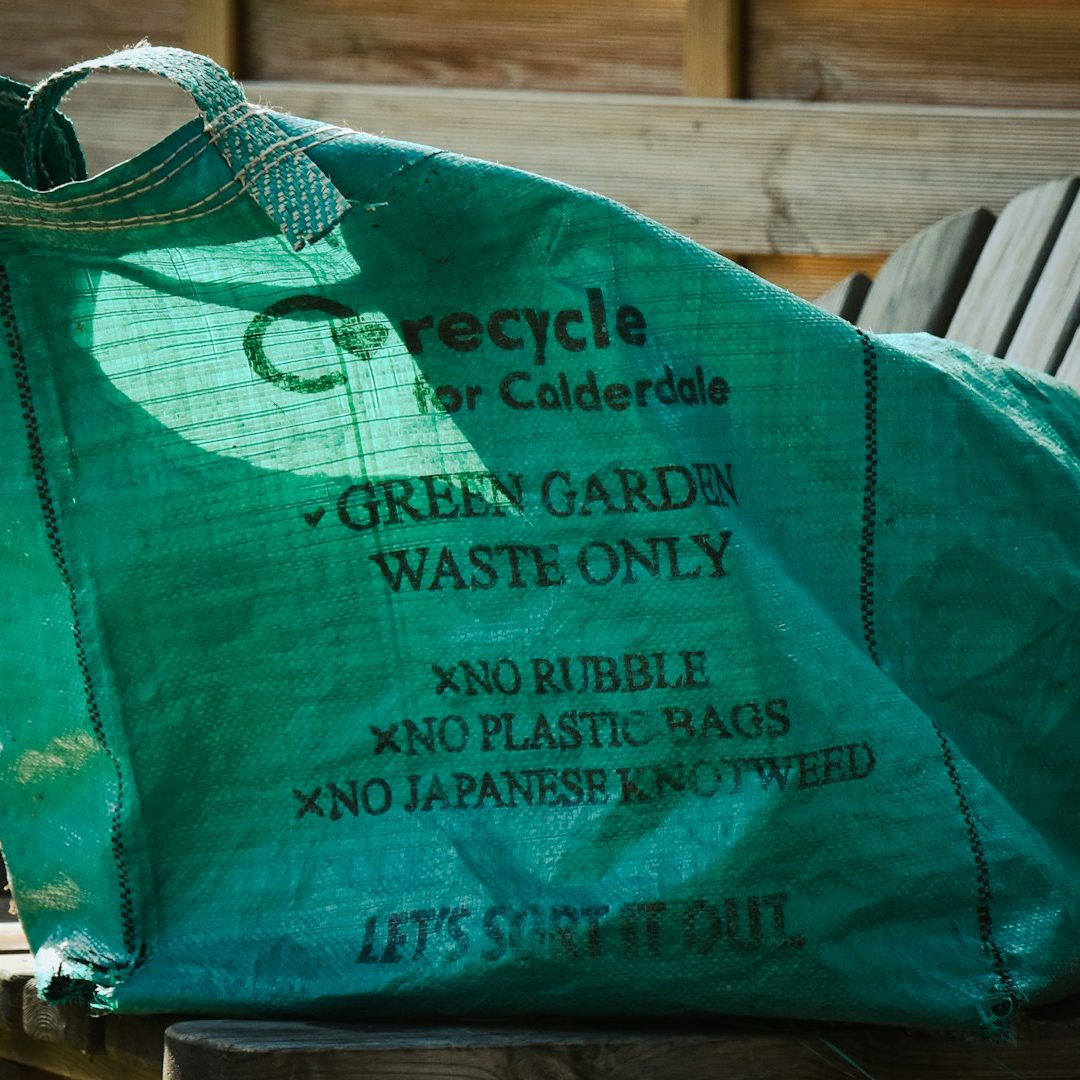 recycle
for Calderdale
✓GREEN GARDEN
WASTE ONLY
×NO RUBBLE
×NO PLASTIC BAGS
×NO JAPANESE KNOTWEED
LET'S SORT IT OUT.